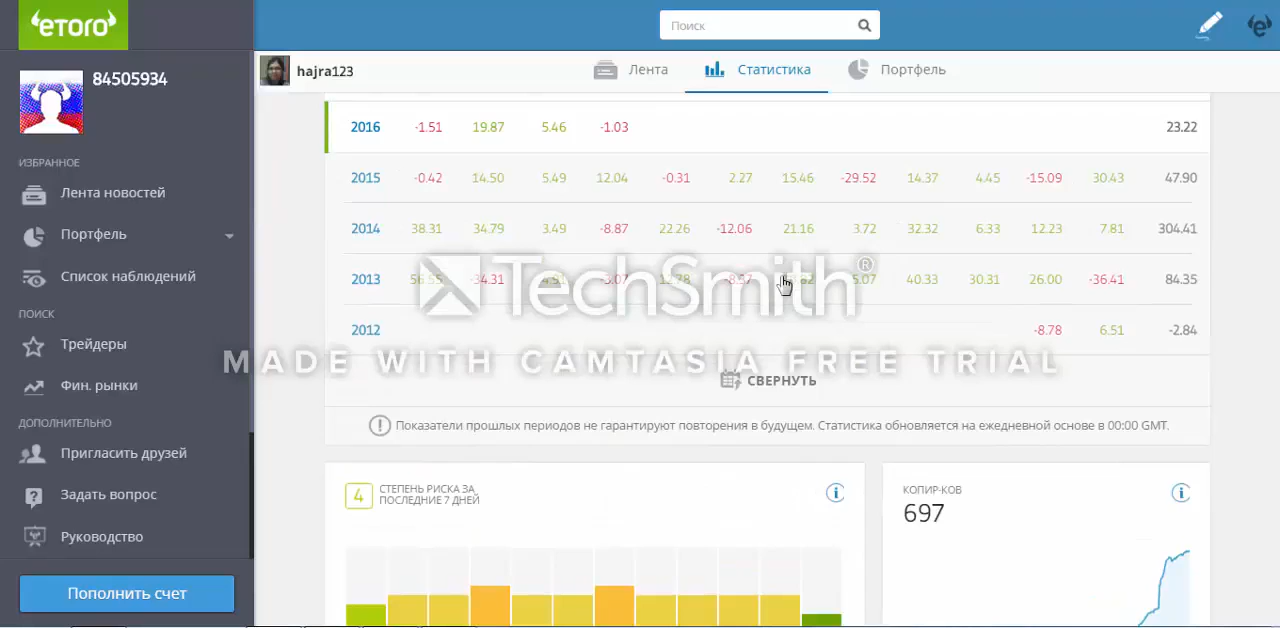 eToro
Поиск
84505934
hajra123
Лента
Статистика
Портфель
ИЗБРАННОЕ
Лента новостей
Портфель
Список наблюдений
ПОИСК
Трейдеры
Фин. рынки
ДОПОЛНИТЕЛЬНО
Пригласить друзей
Задать вопрос
Руководство
Пополнить счет
2016 -1.51 19.87 5.46 -1.03 23.22
2015 -0.42 14.50 5.49 12.04 -0.31 2.27 15.46 -29.52 14.37 4.45 -15.09 30.43 47.90
2014 38.31 34.79 3.49 -8.87 22.26 -12.06 21.16 3.72 32.32 6.33 12.23 7.81 304.41
2013 -34.31 40.33 30.31 26.00 -36.41 84.35
2012 -8.78 6.51 -2.84
TechSmith®
MADE WITH CAMTASIA FREE TRIAL
СВЕРНУТЬ
Показатели прошлых периодов не гарантируют повторения в будущем. Статистика обновляется на ежедневной основе в 00:00 GMT.
4 СТЕПЕНЬ РИСКА ЗА
ПОСЛЕДНИЕ 7 ДНЕЙ
КОПИР-КОВ
697